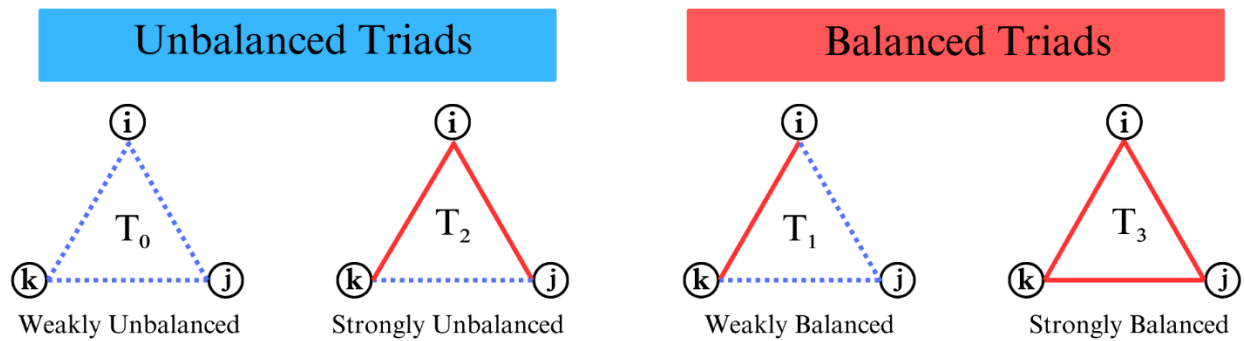 Unbalanced Triads
Balanced Triads
i
i
i
i
T0
T2
T1
T3
k
j
k
j
k
j
k
j
Weakly Unbalanced
Strongly Unbalanced
Weakly Balanced
Strongly Balanced